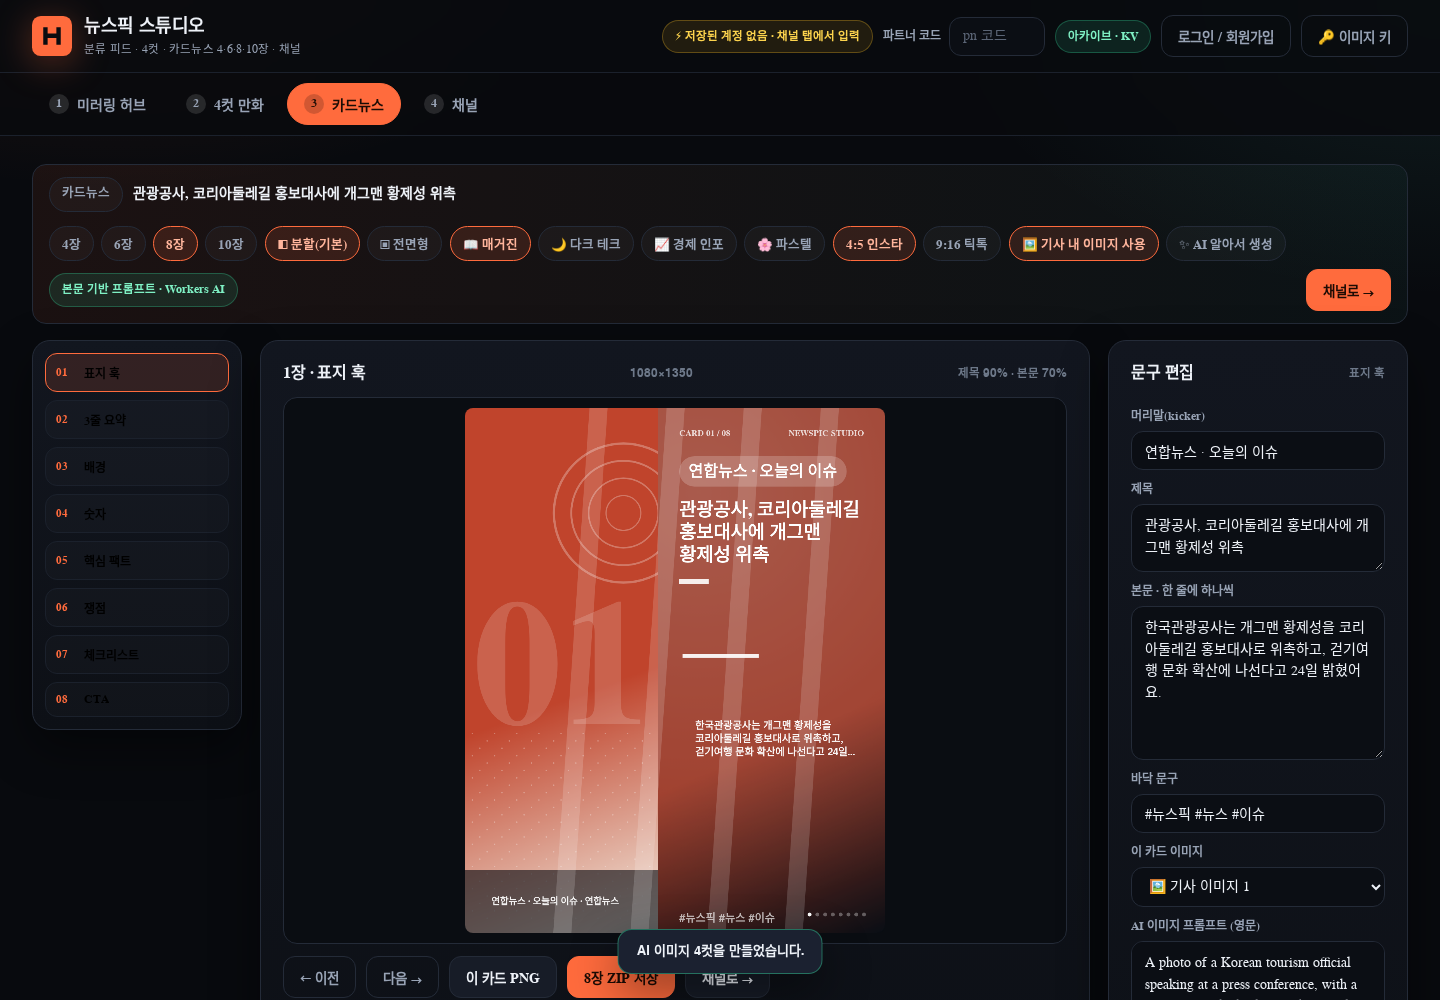 H
뉴스픽 스튜디오
분류 피드 · 4컷 · 카드뉴스 4·6·8·10장 · 채널
⚡ 저장된 계정 없음 · 채널 탭에서 입력
파트너 코드
pn 코드
아카이브 · KV
로그인 / 회원가입
🔑 이미지 키
1 미러링 허브
2 4컷 만화
3 카드뉴스
4 채널
카드뉴스
관광공사, 코리아둘레길 홍보대사에 개그맨 황제성 위촉
4장
6장
8장
10장
◧ 분할(기본)
▣ 전면형
📖 매거진
🌙 다크 테크
📈 경제 인포
🌸 파스텔
4:5 인스타
9:16 틱톡
🖼️ 기사 내 이미지 사용
✨ AI 알아서 생성
본문 기반 프롬프트 · Workers AI
채널로 →
01 표지 훅
02 3줄 요약
03 배경
04 숫자
05 핵심 팩트
06 쟁점
07 체크리스트
08 CTA
1장 · 표지 훅
1080×1350
제목 90% · 본문 70%
01
연합뉴스 · 오늘의 이슈 · 연합뉴스
CARD 01 / 08
NEWSPIC STUDIO
연합뉴스 · 오늘의 이슈
관광공사, 코리아둘레길
홍보대사에 개그맨
황제성 위촉
한국관광공사는 개그맨 황제성을
코리아둘레길 홍보대사로 위촉하고,
걷기여행 문화 확산에 나선다고 24일...
#뉴스픽 #뉴스 #이슈
← 이전
다음 →
이 카드 PNG
8장 ZIP 저장
채널로 →
AI 이미지 4컷을 만들었습니다.
문구 편집
표지 훅
머리말(kicker)
연합뉴스 · 오늘의 이슈
제목
관광공사, 코리아둘레길 홍보대사에 개
그맨 황제성 위촉
본문 · 한 줄에 하나씩
한국관광공사는 개그맨 황제성을 코리
아둘레길 홍보대사로 위촉하고, 걷기여
행 문화 확산에 나선다고 24일 밝혔어
요.
바닥 문구
#뉴스픽 #뉴스 #이슈
이 카드 이미지
🖼️ 기사 이미지 1
AI 이미지 프롬프트 (영문)
A photo of a Korean tourism official
speaking at a press conference, with a